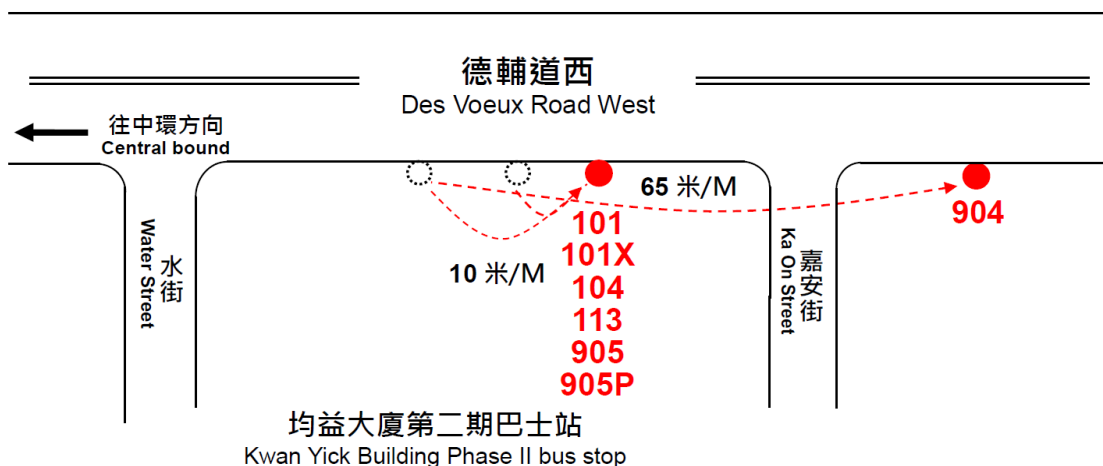 德輔道西
Des Voeux Road West
往中環方向
Central bound
65 米/M
904
101
101X
104
113
905
905P
10 米/M
水街
Water Street
嘉安街
Ka On Street
均益大廈第二期巴士站
Kwan Yick Building Phase II bus stop